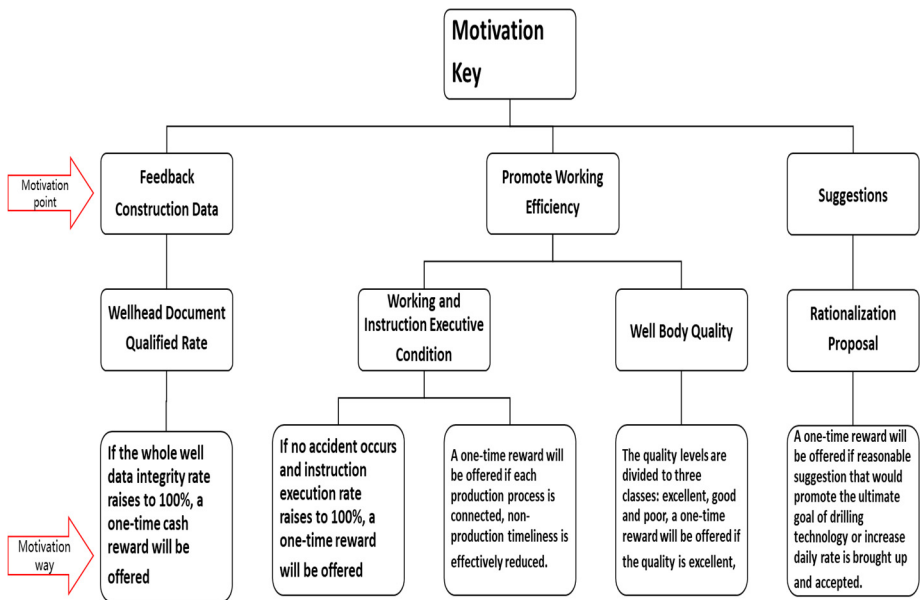 Motivation
Key
Motivation
point
Feedback
Construction Data
Promote Working
Efficiency
Suggestions
Wellhead Document
Qualified Rate
Working and
Instruction Executive
Condition
Well Body Quality
Rationalization
Proposal
Motivation
way
If the whole well
data integrity rate
raises to 100%, a
one-time cash
reward will be
offered
If no accident occurs
and instruction
execution rate
raises to 100%, a
one-time reward
will be offered
A one-time reward will
be offered if each
production process is
connected, non-
production timeliness is
effectively reduced.
The quality levels are
divided to three
classes: excellent, good
and poor, a one-time
reward will be offered if
the quality is excellent,
A one-time reward will
be offered if reasonable
suggestion that would
promote the ultimate
goal of drilling
technology or increase
daily rate is brought up
and accepted.